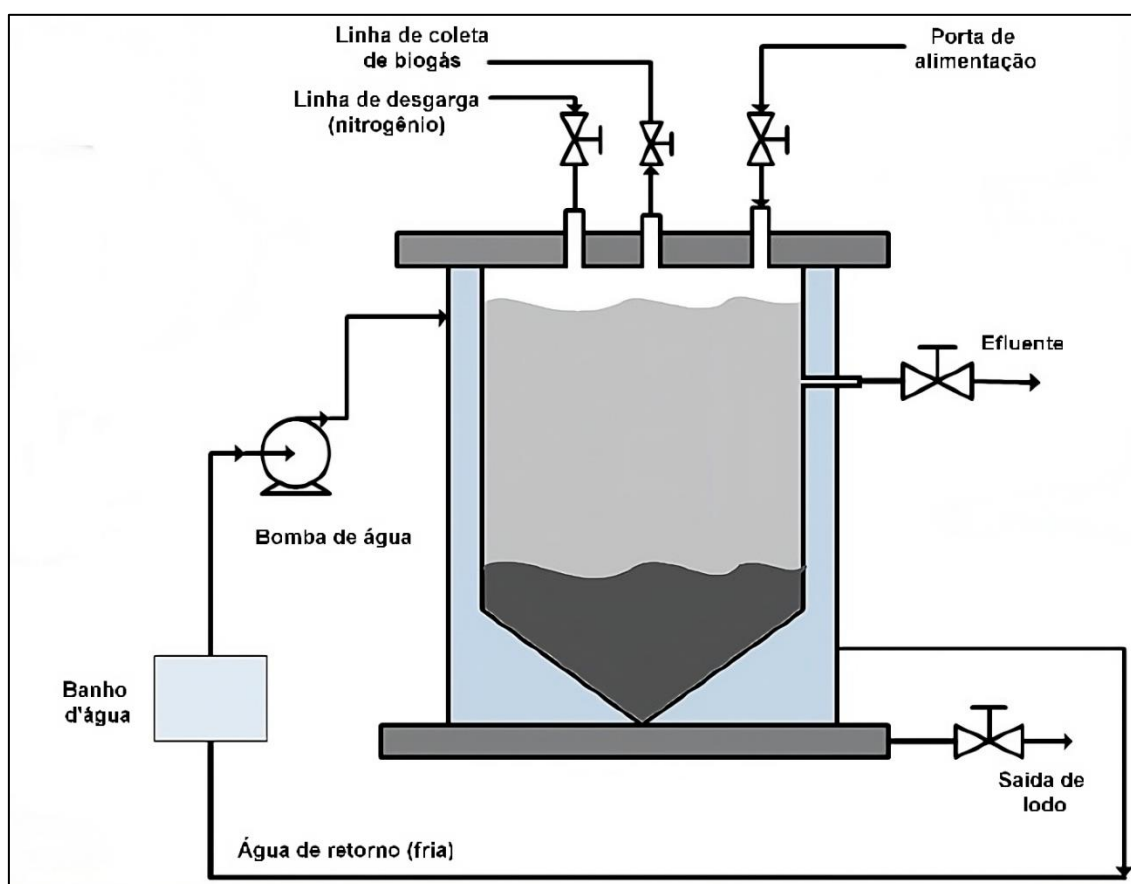 Linha de coleta
de biogás
Linha de desgarga
(nitrogênio)
Porta de
alimentação
Efluente
Bomba de água
Banho
d'água
Saida de
lodo
Água de retorno (fria)